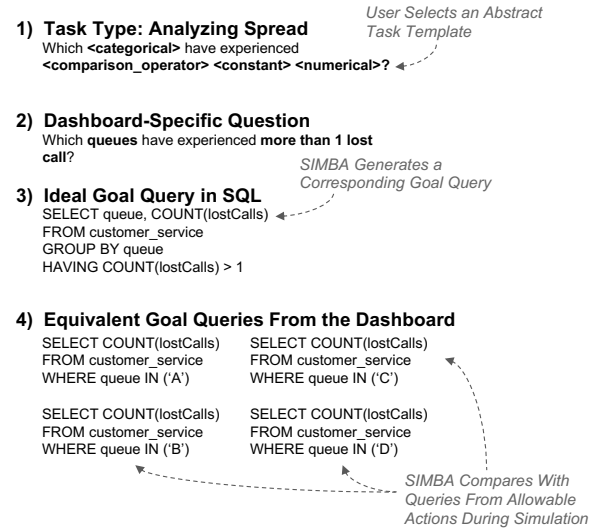 User Selects an Abstract
Task Template
1) Task Type: Analyzing Spread
Which <categorical> have experienced
<comparison_operator> <constant> <numerical>?
2) Dashboard-Specific Question
Which queues have experienced more than 1 lost
call?
SIMBA Generates a
Corresponding Goal Query
3) Ideal Goal Query in SQL
SELECT queue, COUNT(lostCalls)
FROM customer_service
GROUP BY queue
HAVING COUNT(lostCalls) > 1
4) Equivalent Goal Queries From the Dashboard
SELECT COUNT(lostCalls)
FROM customer_service
WHERE queue IN (‘A’)
SELECT COUNT(lostCalls)
FROM customer_service
WHERE queue IN (‘C’)
SELECT COUNT(lostCalls)
FROM customer_service
WHERE queue IN (‘B’)
SELECT COUNT(lostCalls)
FROM customer_service
WHERE queue IN (‘D’)
SIMBA Compares With
Queries From Allowable
Actions During Simulation